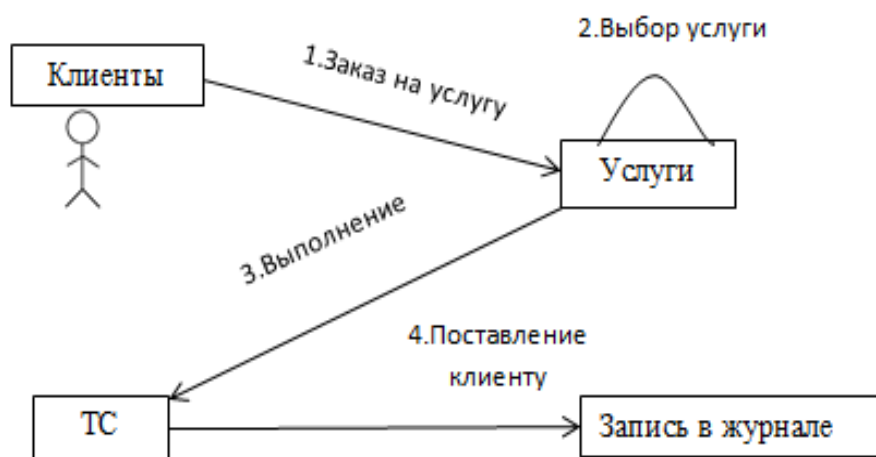 2.Выбор услуги
Клиенты
1.Заказ на услугу
Услуги
3.Выполнение
4.Поставление
клиенту
ТС
Запись в журнале